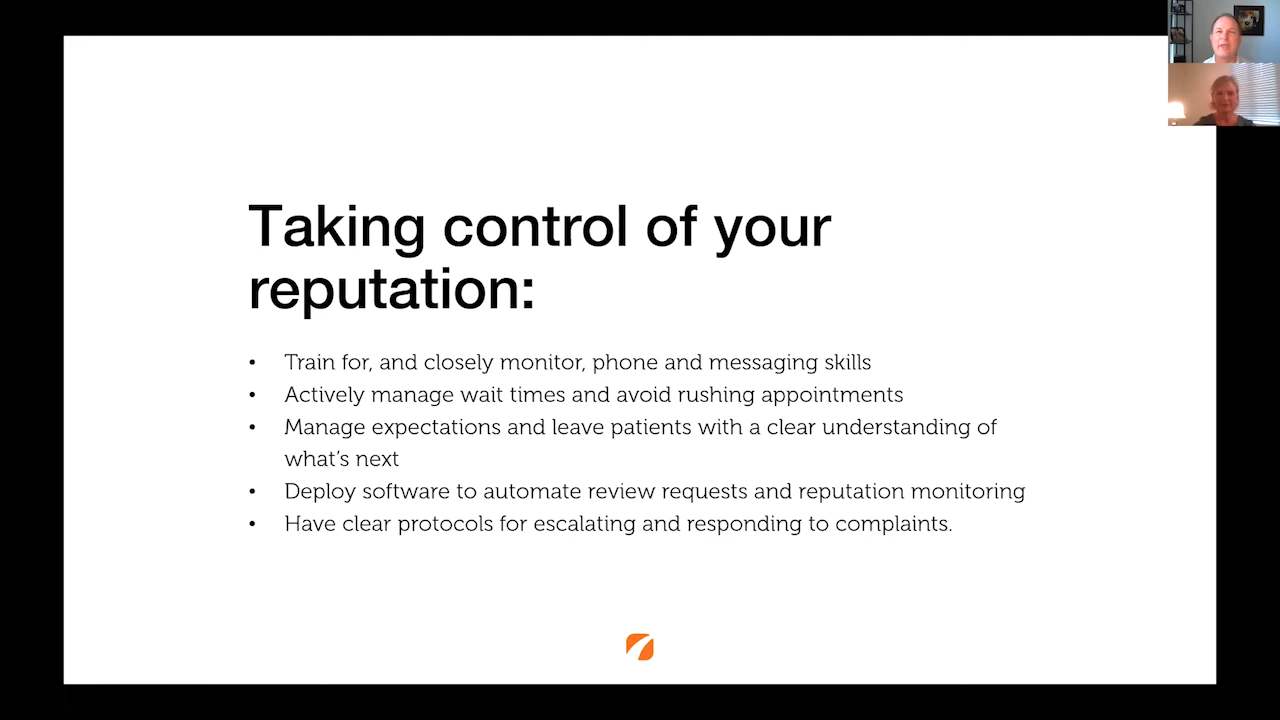 Taking control of your
reputation:
• Train for, and closely monitor, phone and messaging skills
• Actively manage wait times and avoid rushing appointments
• Manage expectations and leave patients with a clear understanding of
what’s next
• Deploy software to automate review requests and reputation monitoring
• Have clear protocols for escalating and responding to complaints.